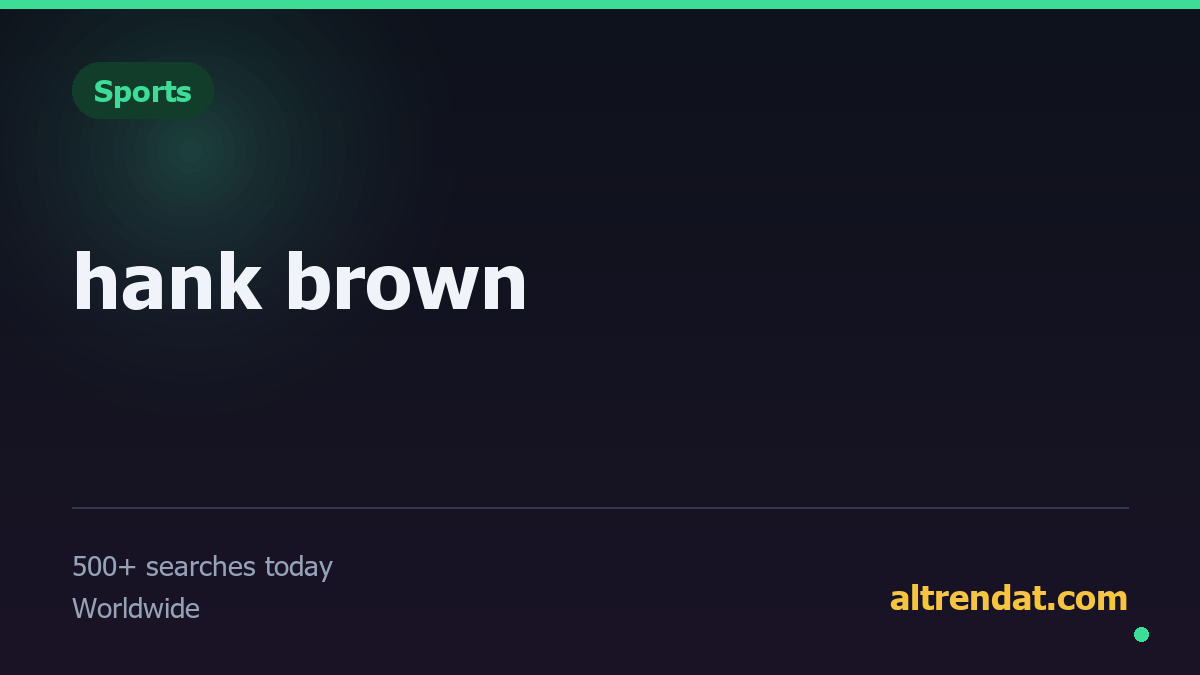 Sports
hank brown
500+ searches today
Worldwide
altrendat.com